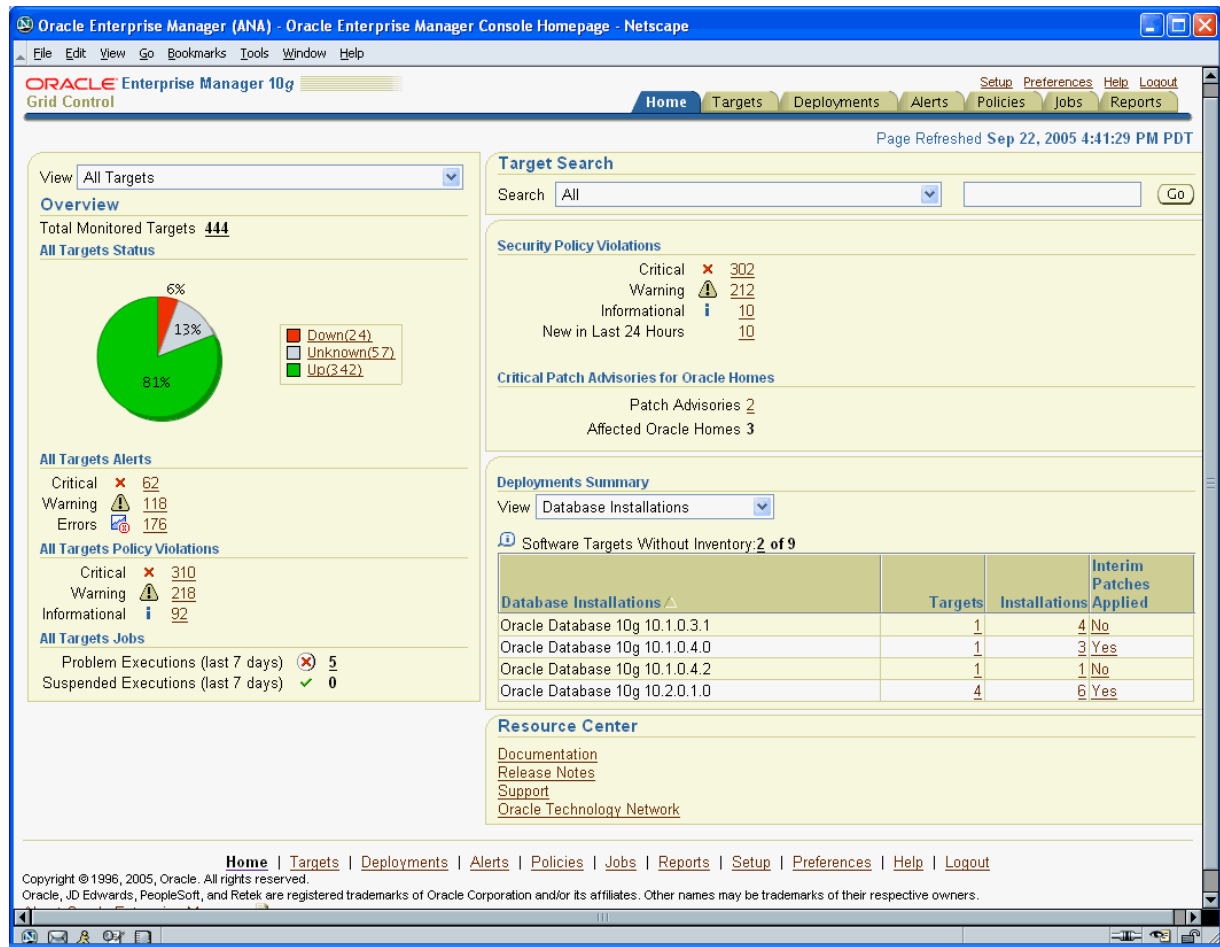 Oracle Enterprise Manager (ANA) - Oracle Enterprise Manager Console Homepage - Netscape
File Edit View Go Bookmarks Tools Window Help
ORACLE Enterprise Manager 10g
Grid Control
Setup Preferences Help Logout
Home Targets Deployments Alerts Policies Jobs Reports
Page Refreshed Sep 22, 2005 4:41:29 PM PDT
View All Targets
Overview
Total Monitored Targets 444
All Targets Status
6%
13%
81%
Down(24)
Unknown(57)
Up(342)
All Targets Alerts
Critical 62
Warning 118
Errors 176
All Targets Policy Violations
Critical 310
Warning 218
Informational 92
All Targets Jobs
Problem Executions (last 7 days) 5
Suspended Executions (last 7 days) 0
Target Search
Search All Go
Security Policy Violations
Critical 302
Warning 212
Informational 10
New in Last 24 Hours 10
Critical Patch Advisories for Oracle Homes
Patch Advisories 2
Affected Oracle Homes 3
Deployments Summary
View Database Installations
Software Targets Without Inventory:2 of 9
Database Installations Targets Installations Interim Patches Applied
Oracle Database 10g 10.1.0.3.1 1 4 No
Oracle Database 10g 10.1.0.4.0 1 3 Yes
Oracle Database 10g 10.1.0.4.2 1 1 No
Oracle Database 10g 10.2.0.1.0 4 6 Yes
Resource Center
Documentation
Release Notes
Support
Oracle Technology Network
Home | Targets | Deployments | Alerts | Policies | Jobs | Reports | Setup | Preferences | Help | Logout
Copyright © 1996, 2005, Oracle. All rights reserved.
Oracle, JD Edwards, PeopleSoft, and Retek are registered trademarks of Oracle Corporation and/or its affiliates. Other names may be trademarks of their respective owners.